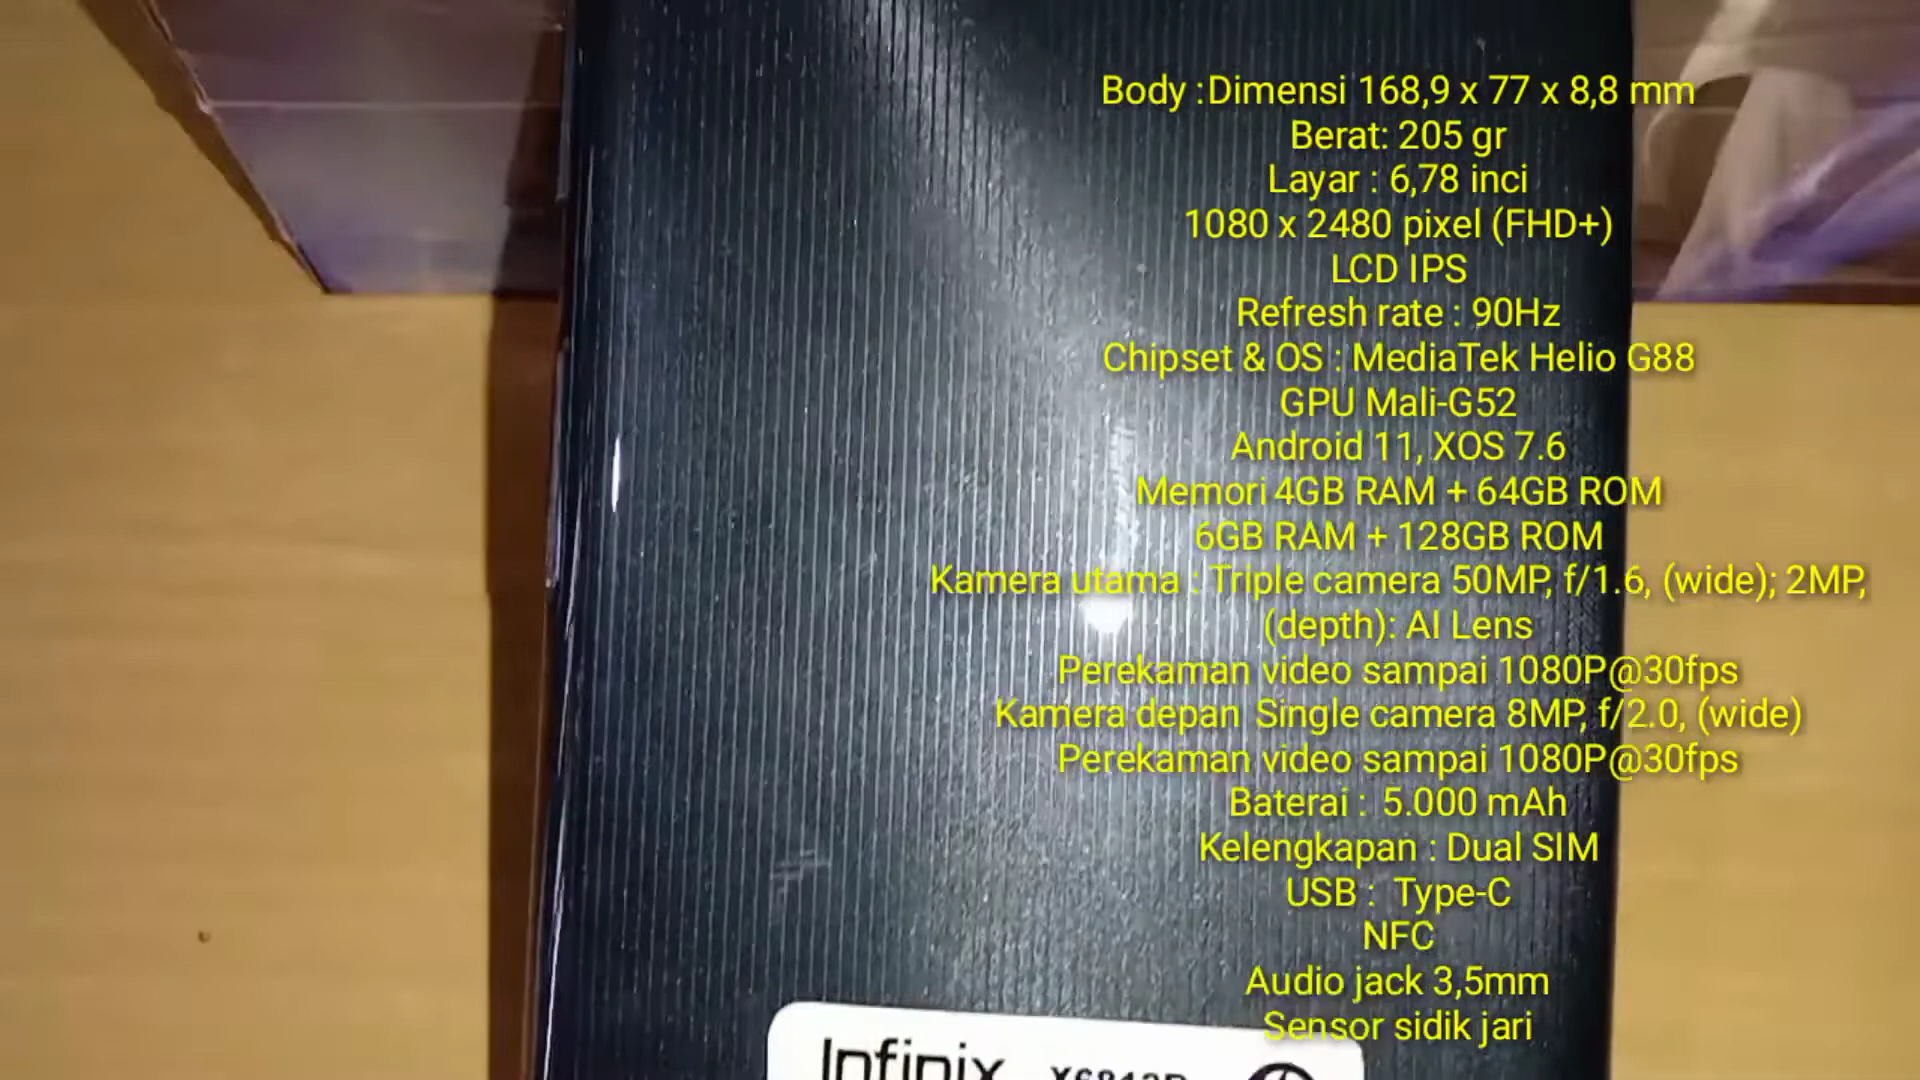 Body :Dimensi 168,9 x 77 x 8,8 mm
Berat: 205 gr
Layar : 6,78 inci
1080 x 2480 pixel (FHD+)
LCD IPS
Refresh rate : 90Hz
Chipset & OS : MediaTek Helio G88
GPU Mali-G52
Android 11, XOS 7.6
Memori 4GB RAM + 64GB ROM
6GB RAM + 128GB ROM
Kamera utama : Triple camera 50MP, f/1.6, (wide); 2MP,
(depth): AI Lens
Perekaman video sampai 1080P@30fps
Kamera depan Single camera 8MP, f/2.0, (wide)
Perekaman video sampai 1080P@30fps
Baterai : 5.000 mAh
Kelengkapan : Dual SIM
USB : Type-C
NFC
Audio jack 3,5mm
Sensor sidik jari
Infinix